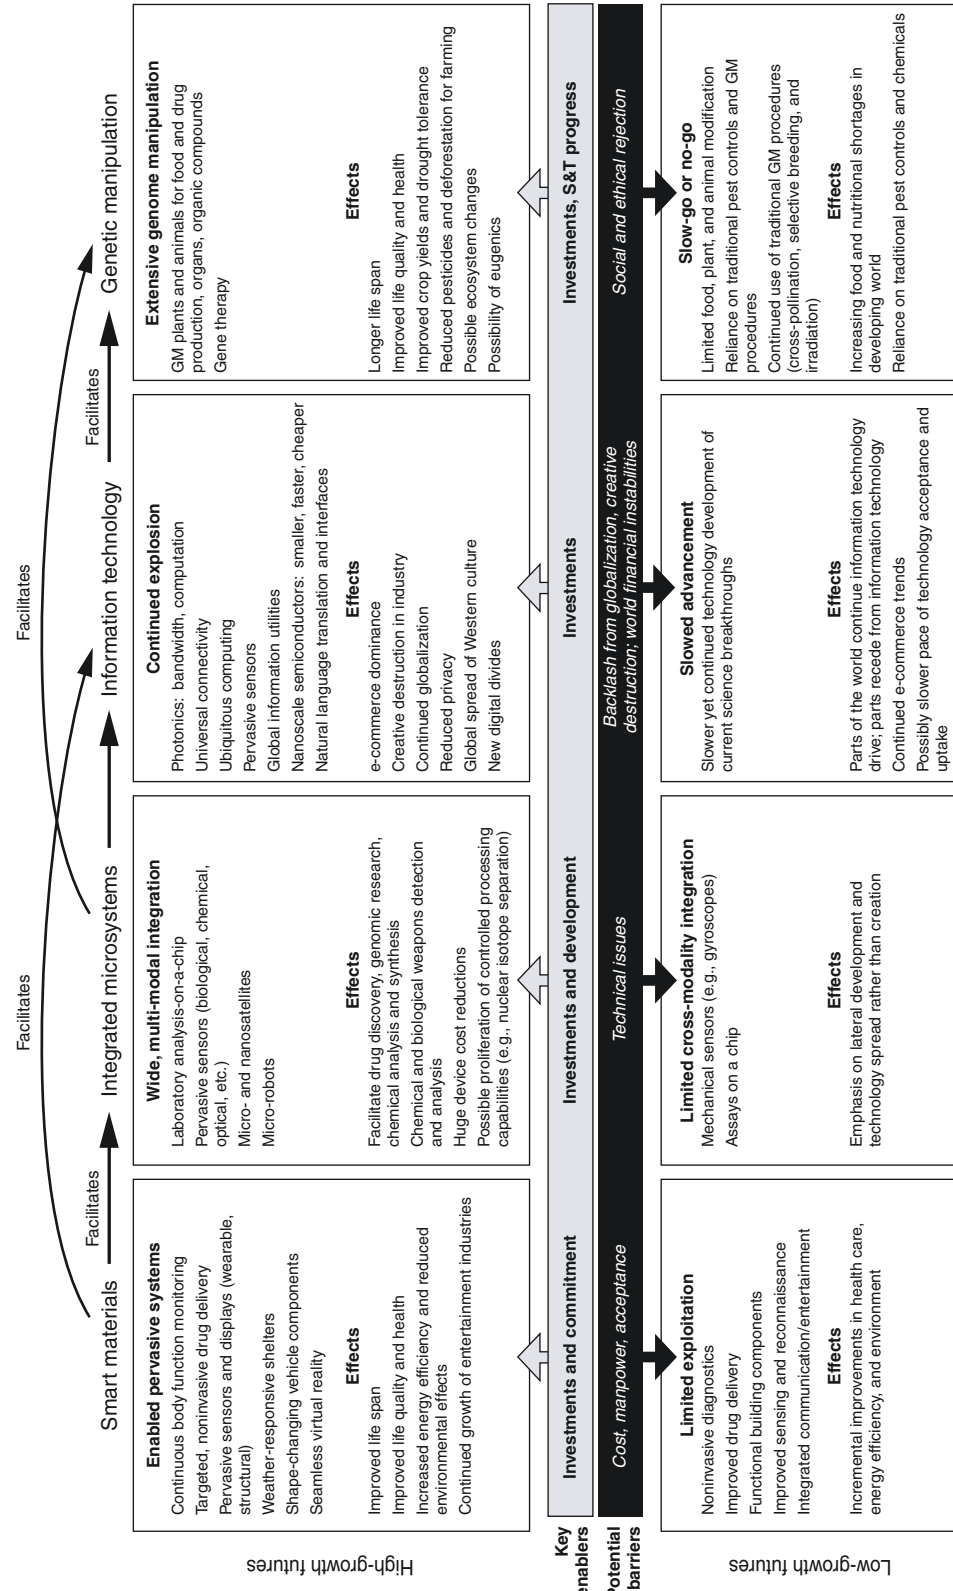 Facilitates
Facilitates
Smart materials
Facilitates
Integrated microsystems
Information technology
Facilitates
Genetic manipulation
High-growth futures
Enabled pervasive systems
Continuous body function monitoring
Targeted, noninvasive drug delivery
Pervasive sensors and displays (wearable,
structural)
Weather-responsive shelters
Shape-changing vehicle components
Seamless virtual reality
Effects
Improved life span
Improved life quality and health
Increased energy efficiency and reduced
environmental effects
Continued growth of entertainment industries
Wide, multi-modal integration
Laboratory analysis-on-a-chip
Pervasive sensors (biological, chemical,
optical, etc.)
Micro- and nanosatellites
Micro-robots
Effects
Facilitate drug discovery, genomic research,
chemical analysis and synthesis
Chemical and biological weapons detection
and analysis
Huge device cost reductions
Possible proliferation of controlled processing
capabilities (e.g., nuclear isotope separation)
Continued explosion
Photonics: bandwidth, computation
Universal connectivity
Ubiquitous computing
Pervasive sensors
Global information utilities
Nanoscale semiconductors: smaller, faster, cheaper
Natural language translation and interfaces
Effects
e-commerce dominance
Creative destruction in industry
Continued globalization
Reduced privacy
Global spread of Western culture
New digital divides
Extensive genome manipulation
GM plants and animals for food and drug
production, organs, organic compounds
Gene therapy
Effects
Longer life span
Improved life quality and health
Improved crop yields and drought tolerance
Reduced pesticides and deforestation for farming
Possible ecosystem changes
Possibility of eugenics
Key
enablers
Investments and commitment
Investments and development
Investments
Investments, S&T progress
Potential
barriers
Cost, manpower, acceptance
Technical issues
Backlash from globalization, creative
destruction; world financial instabilities
Social and ethical rejection
Low-growth futures
Limited exploitation
Noninvasive diagnostics
Improved drug delivery
Functional building components
Improved sensing and reconnaissance
Integrated communication/entertainment
Effects
Incremental improvements in health care,
energy efficiency, and environment
Limited cross-modality integration
Mechanical sensors (e.g., gyroscopes)
Assays on a chip
Effects
Emphasis on lateral development and
technology spread rather than creation
Slowed advancement
Slower yet continued technology development of
current science breakthroughs
Effects
Parts of the world continue information technology
drive; parts recede from information technology
Continued e-commerce trends
Possibly slower pace of technology acceptance and
uptake
Slow-go or no-go
Limited food, plant, and animal modification
Reliance on traditional pest controls and GM
procedures
Continued use of traditional GM procedures
(cross-pollination, selective breeding, and
irradiation)
Effects
Increasing food and nutritional shortages in
developing world
Reliance on traditional pest controls and chemicals